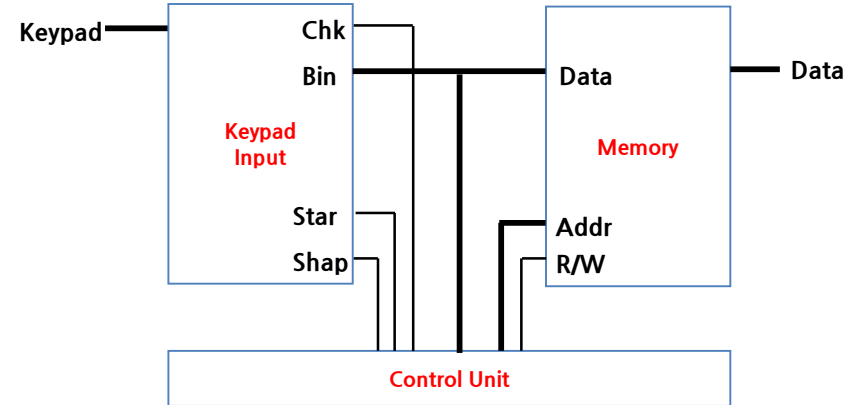 Keypad
Chk
Bin
Keypad
Input
Star
Shap
Data
Memory
Addr
R/W
Data
Control Unit